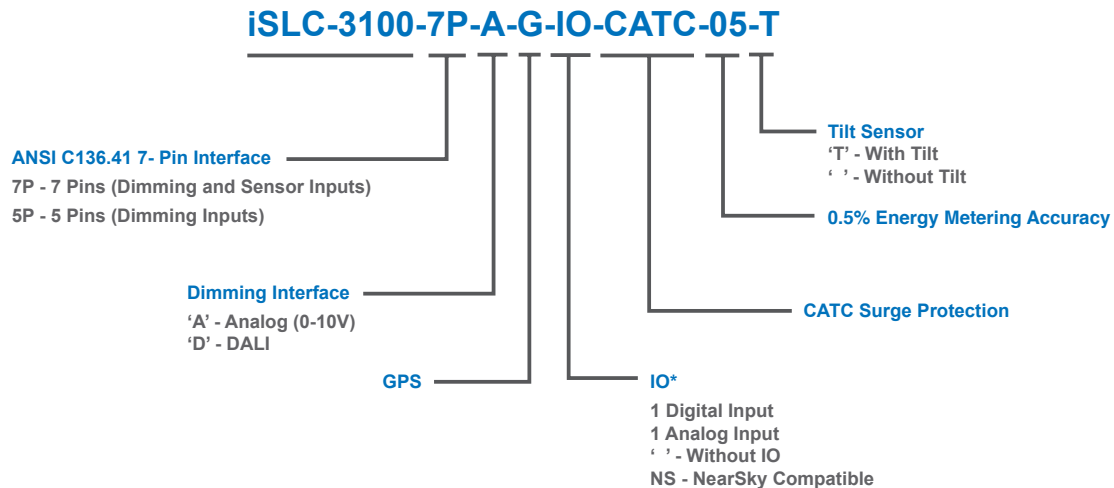 iSLC-3100-7P-A-G-IO-CATC-05-T
ANSI C136.41 7- Pin Interface
7P - 7 Pins (Dimming and Sensor Inputs)
5P - 5 Pins (Dimming Inputs)
Tilt Sensor
‘T’ - With Tilt
‘ ’ - Without Tilt
0.5% Energy Metering Accuracy
Dimming Interface
‘A’ - Analog (0-10V)
‘D’ - DALI
CATC Surge Protection
GPS
IO*
1 Digital Input
1 Analog Input
‘ ’ - Without IO
NS - NearSky Compatible